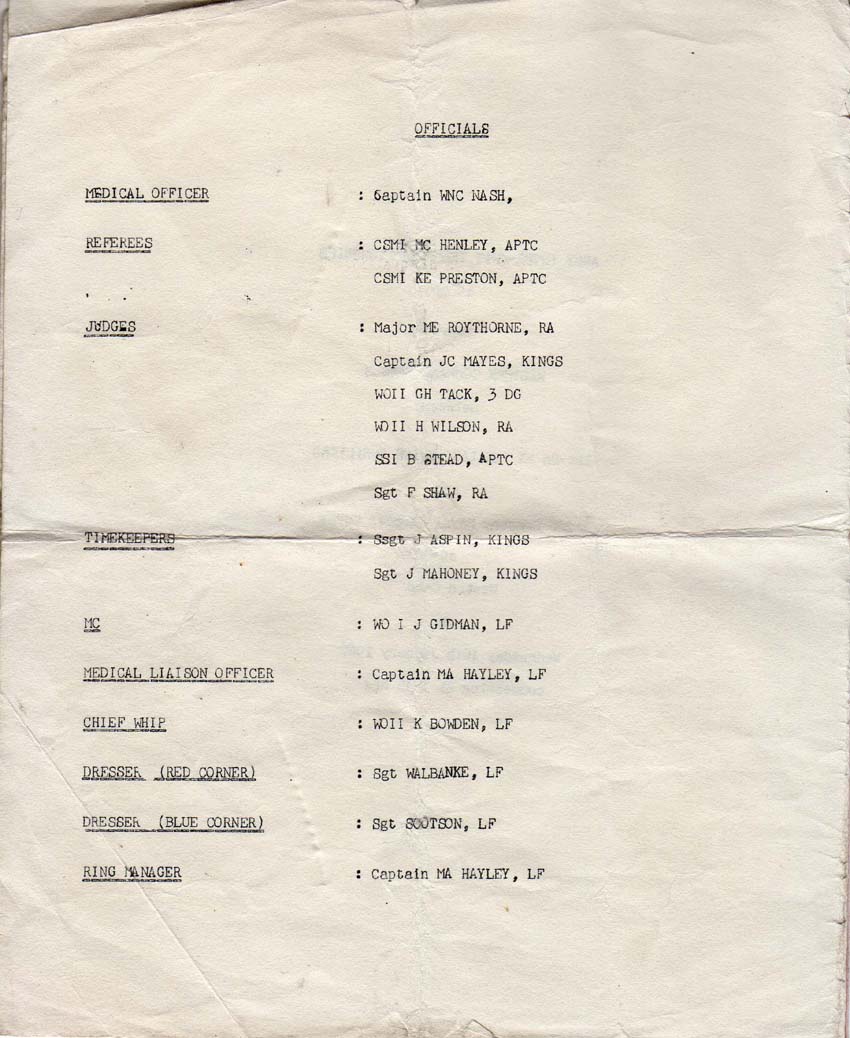 OFFICIALS
MEDICAL OFFICER : Captain WNC NASH,
REFEREES : CSMI MC HENLEY, APTC
CSMI KE PRESTON, APTC
JUDGES : Major ME ROYTHORNE, RA
Captain JC MAYES, KINGS
WOII GH TACK, 3 DG
WOII H WILSON, RA
SSI B STEAD, APTC
Sgt F SHAW, RA
TIMEKEEPERS : Ssgt J ASPIN, KINGS
Sgt J MAHONEY, KINGS
MC : WO I J GIDMAN, LF
MEDICAL LIAISON OFFICER : Captain MA HAYLEY, LF
CHIEF WHIP : WOII K BOWDEN, LF
DRESSER (RED CORNER) : Sgt WALBANKE, LF
DRESSER (BLUE CORNER) : Sgt SOOTSON, LF
RING MANAGER : Captain MA HAYLEY, LF